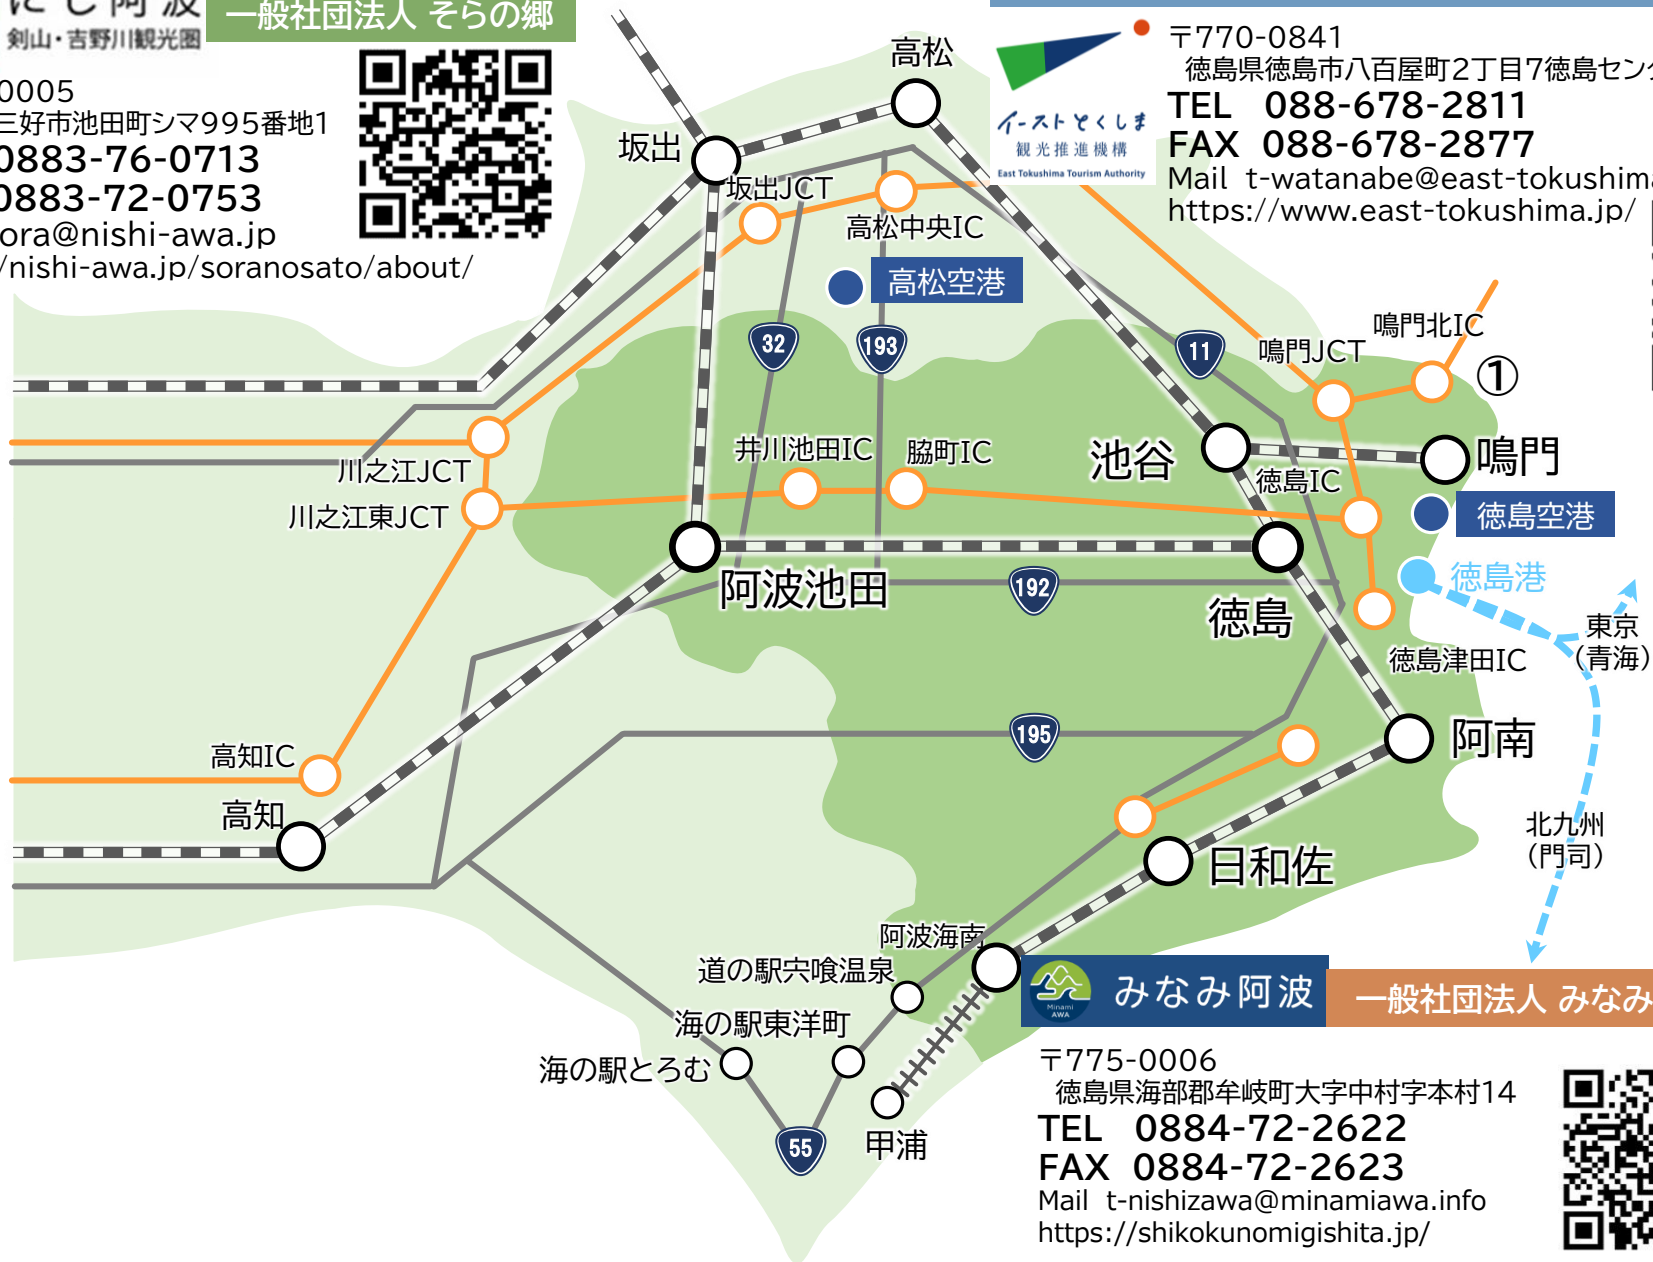 にし阿波
剣山・吉野川観光圏
一般社団法人 そらの郷
0005
三好市池田町シマ995番地1
0883-76-0713
0883-72-0753
ora@nishi-awa.jp
/nishi-awa.jp/soranosato/about/
イーストとくしま
観光推進機構
East Tokushima Tourism Authority
〒770-0841
徳島県徳島市八百屋町2丁目7徳島センタ
TEL 088-678-2811
FAX 088-678-2877
Mail t-watanabe@east-tokushima
https://www.east-tokushima.jp/
高松
坂出
坂出JCT
高松中央IC
高松空港
32
193
11
鳴門北IC
鳴門JCT
①
井川池田IC
脇町IC
池谷
鳴門
徳島IC
川之江JCT
川之江東JCT
徳島空港
阿波池田
192
徳島
徳島港
東京
(青海)
徳島津田IC
195
阿南
高知IC
高知
北九州
(門司)
日和佐
阿波海南
道の駅宍喰温泉
海の駅東洋町
海の駅とろむ
55
甲浦
Minami
AWA
みなみ阿波
一般社団法人 みなみ
〒775-0006
徳島県海部郡牟岐町大字中村字本村14
TEL 0884-72-2622
FAX 0884-72-2623
Mail t-nishizawa@minamiawa.info
https://shikokunomigishita.jp/